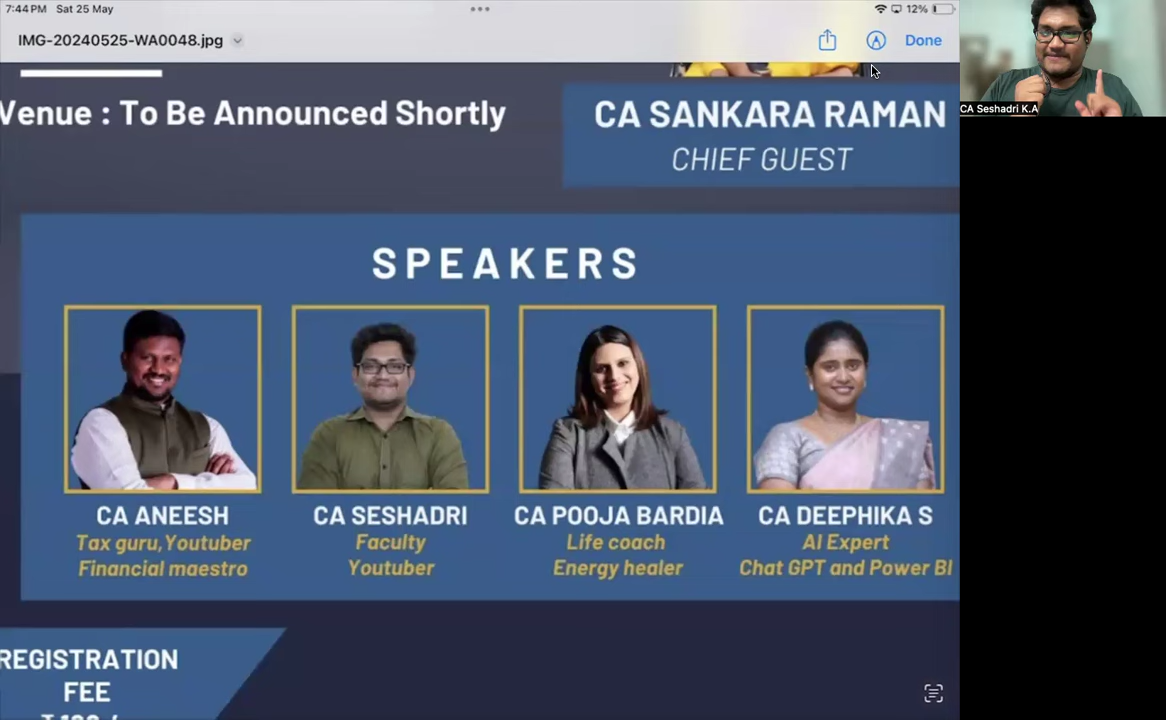 7:44 PM Sat 25 May
12%
IMG-20240525-WA0048.jpg
Done
CA Seshadri K.A
Venue : To Be Announced Shortly
CA SANKARA RAMAN
CHIEF GUEST
SPEAKERS
CA ANEESH
Tax guru,Youtuber
Financial maestro
CA SESHADRI
Faculty
Youtuber
CA POOJA BARDIA
Life coach
Energy healer
CA DEEPHIKA S
AI Expert
Chat GPT and Power BI
REGISTRATION
FEE